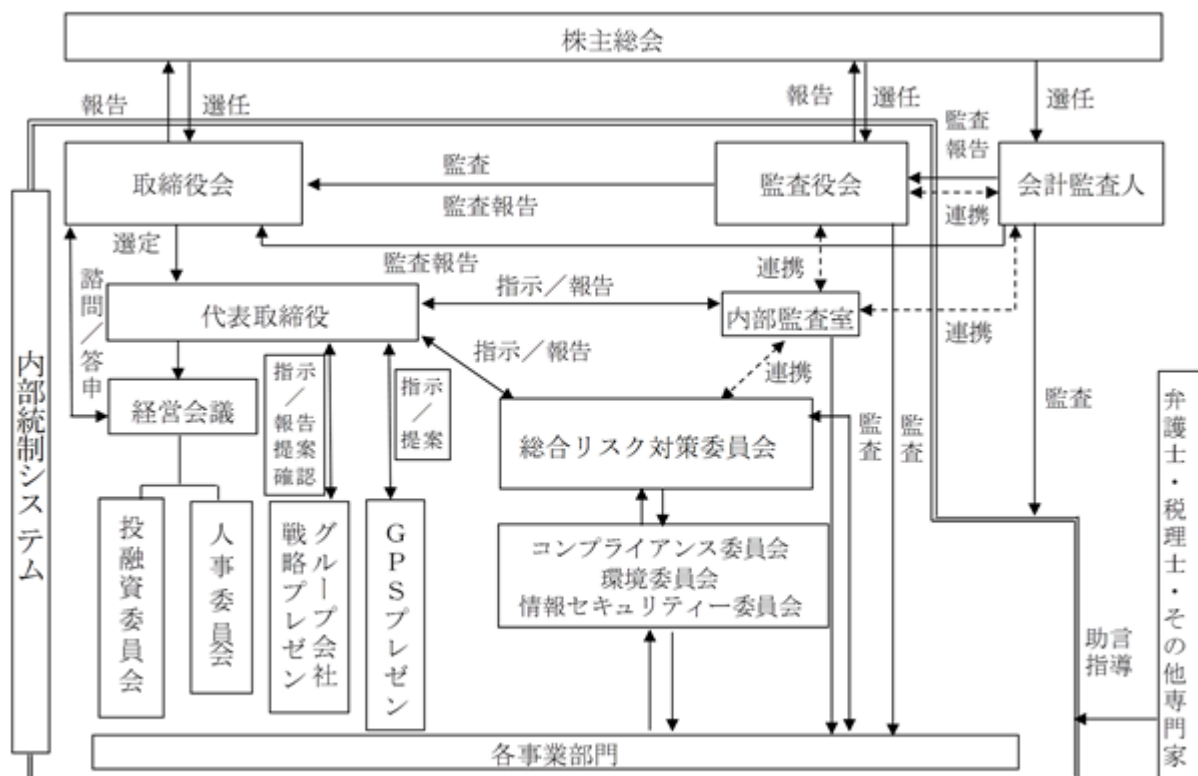 株主総会
報告
選任
報告
選任
選任
監査
報告
取締役会
監査
監査報告
監査役会
会計監査人
連携
選定
監査報告
連携
連携
諮問／答申
代表取締役
指示／報告
内部監査室
指示／報告
連携
経営会議
指示／報告
提案
確認
指示／提案
総合リスク対策委員会
監査
監査
監査
内部統制システム
投融資委員会
人事委員会
グループ会社
戦略プレゼン
GPSプレゼン
コンプライアンス委員会
環境委員会
情報セキュリティー委員会
助言
指導
弁護士・税理士・その他専門家
各事業部門